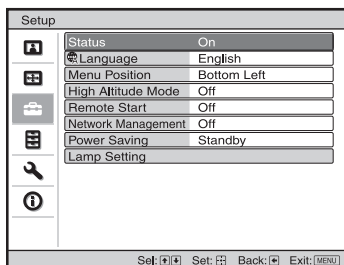 Setup
Status On
Language English
Menu Position Bottom Left
High Altitude Mode Off
Remote Start Off
Network Management Off
Power Saving Standby
Lamp Setting
Sel: Set: Back: Exit: MENU